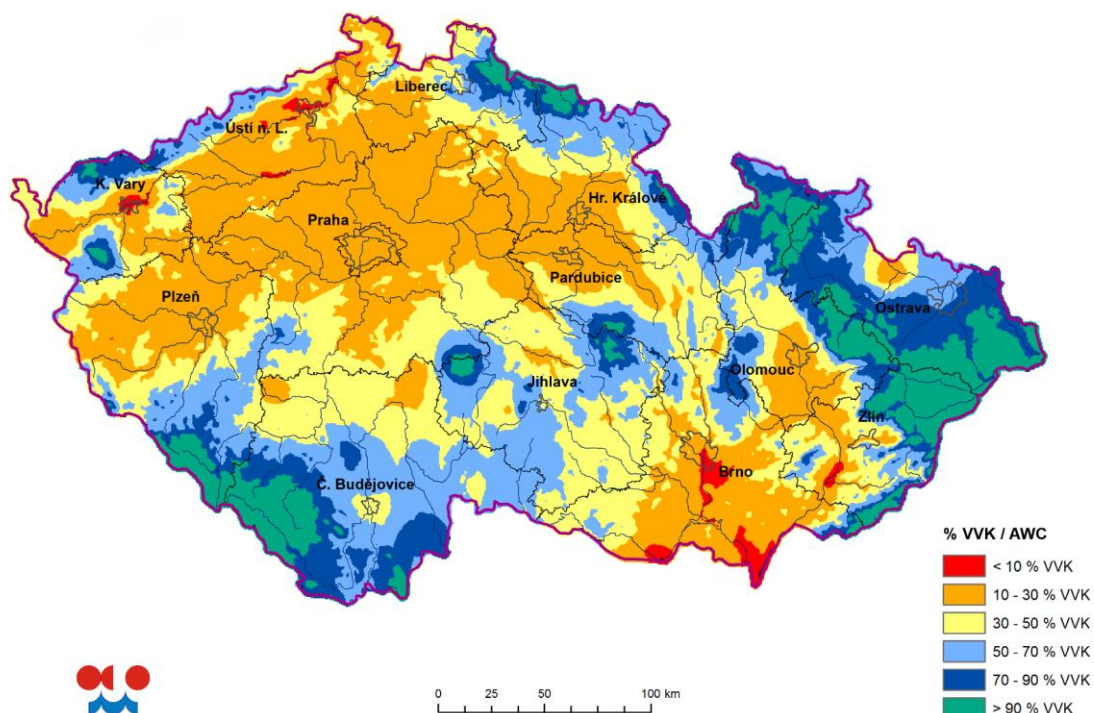 Liberec
Ústí n. L.
K. Vary
Hr. Králové
Praha
Pardubice
Plzeň
Ostrava
Olomouc
Jihlava
Zlín
Brno
Č. Budějovice
% VVK / AWC
< 10 % VVK
10 - 30 % VVK
30 - 50 % VVK
50 - 70 % VVK
70 - 90 % VVK
> 90 % VVK
0 25 50 100 km